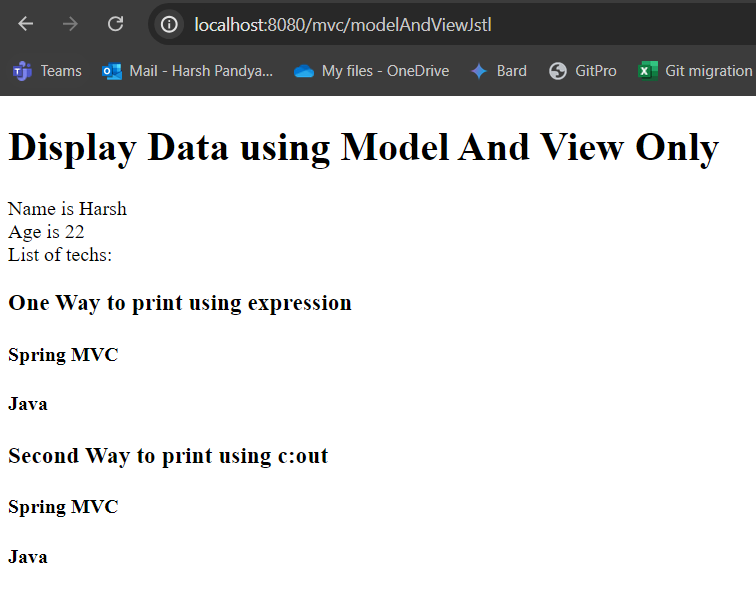 localhost:8080/mvc/modelAndViewJstl
Teams Mail - Harsh Pandya... My files - OneDrive Bard GitPro Git migration
Display Data using Model And View Only
Name is Harsh
Age is 22
List of techs:
One Way to print using expression
Spring MVC
Java
Second Way to print using c:out
Spring MVC
Java